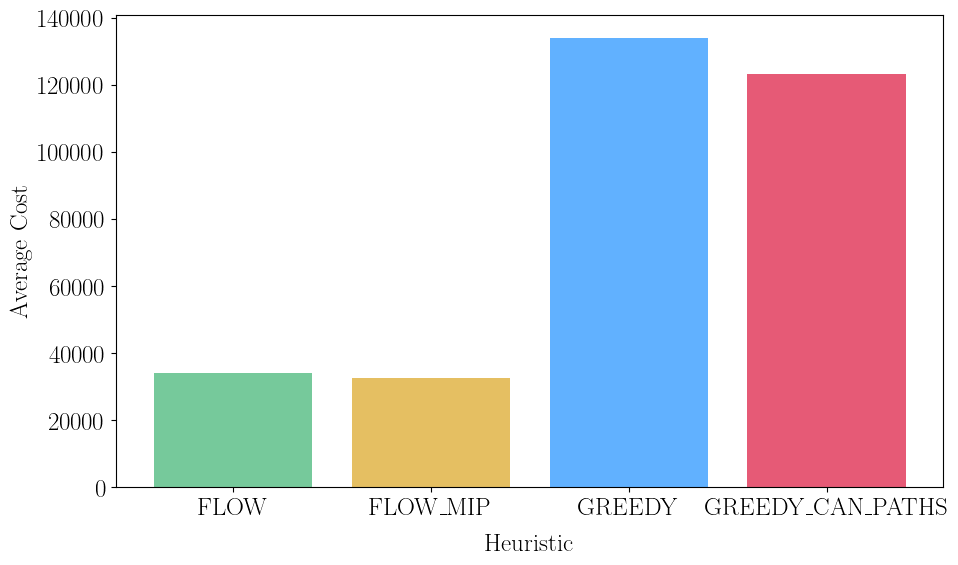 140000
120000
100000
80000
60000
40000
20000
0
Average Cost
FLOW
FLOW_MIP
GREEDY
GREEDY_CAN_PATHS
Heuristic